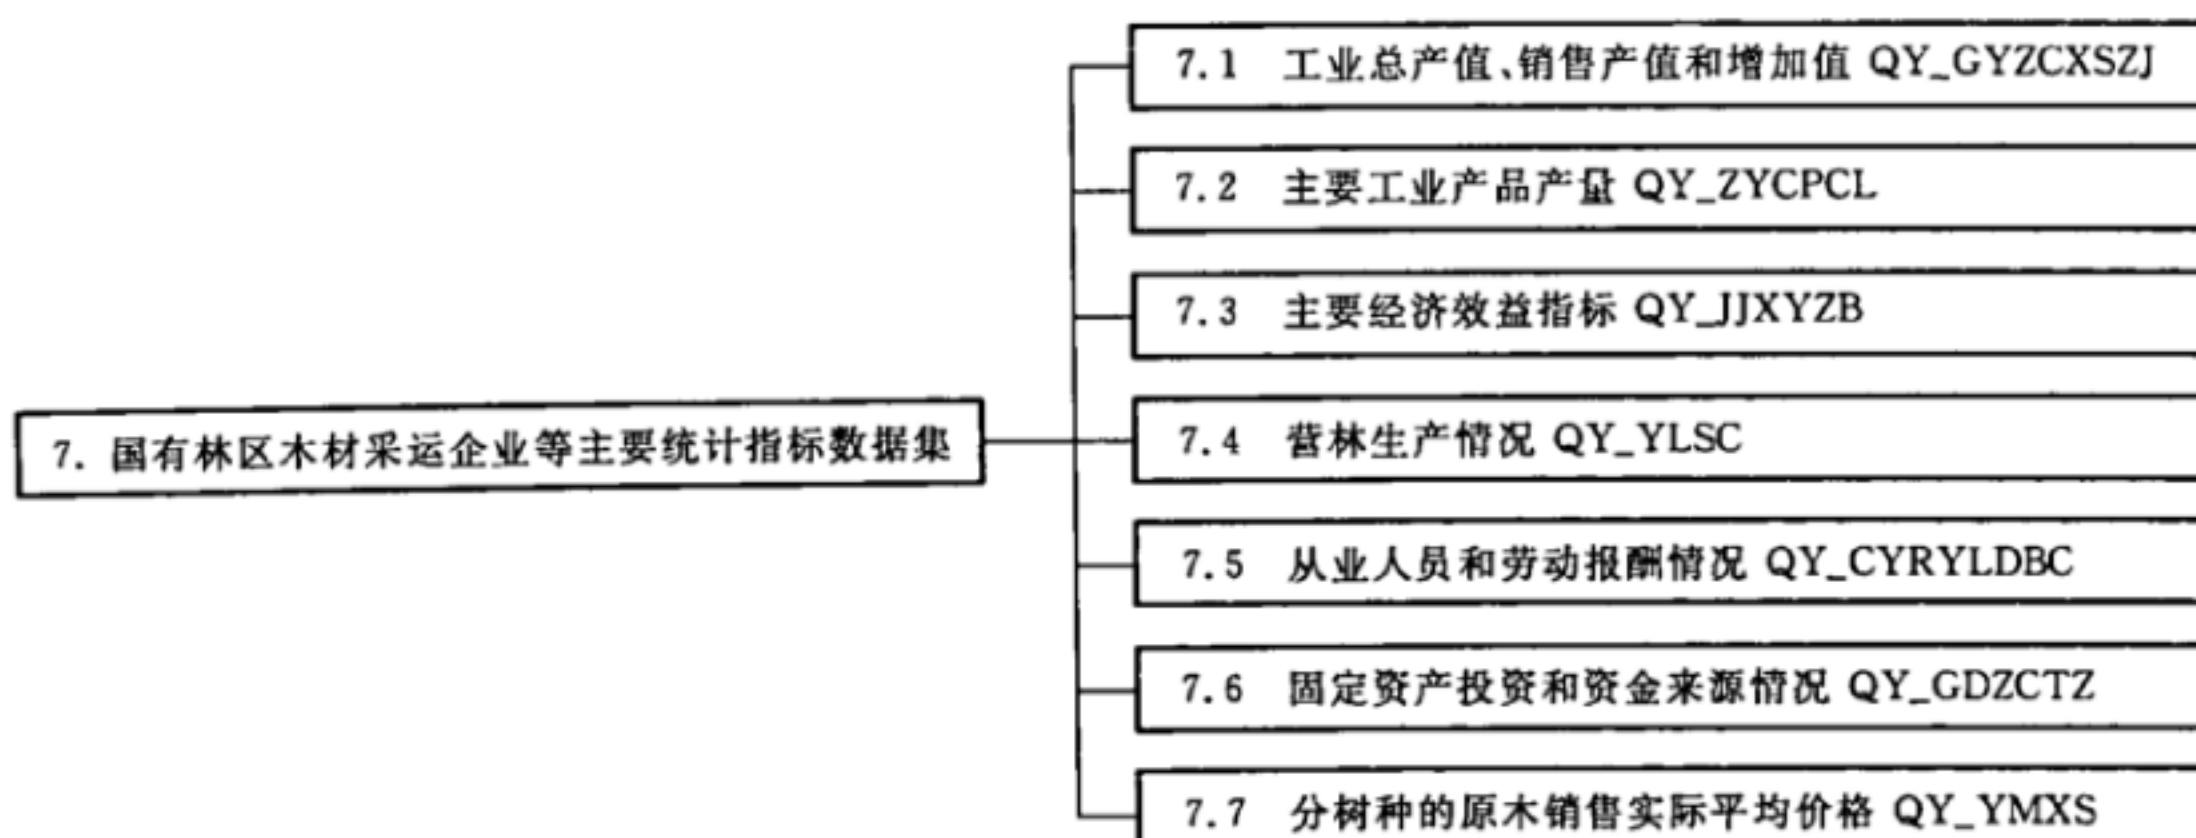 7.1 工业总产值、销售产值和增加值 QY_GYZCXSZJ
7.2 主要工业产品产量 QY_ZYCPCL
7.3 主要经济效益指标 QY_JJXYZB
7. 国有林区木材采运企业等主要统计指标数据集
7.4 营林生产情况 QY_YLSC
7.5 从业人员和劳动报酬情况 QY_CYRYLDBC
7.6 固定资产投资和资金来源情况 QY_GDZCTZ
7.7 分树种的原木销售实际平均价格 QY_YMXS